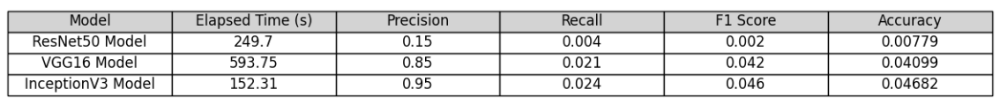 Model Elapsed Time (s) Precision Recall F1 Score Accuracy
ResNet50 Model 249.7 0.15 0.004 0.002 0.00779
VGG16 Model 593.75 0.85 0.021 0.042 0.04099
InceptionV3 Model 152.31 0.95 0.024 0.046 0.04682